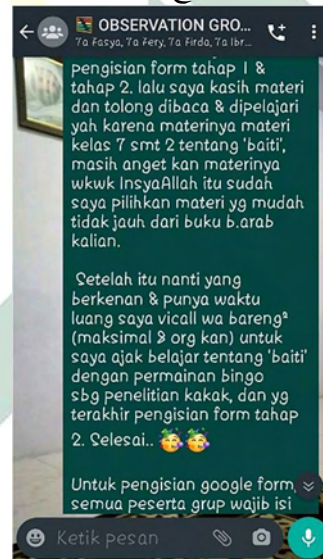 OBSERVATION GRO...
7a Fasya, 7a Fery, 7a Firda, 7a Ibr...
pengisian form tahap 1 &
tahap 2. lalu saya kasih materi
dan tolong dibaca & dipelajari
yah karena materinya materi
kelas 7 smt 2 tentang 'baiti',
masih anget kan materinya
wkwk InsyaAllah itu sudah
saya pilihkan materi yg mudah
tidak jauh dari buku b.arab
kalian.
Setelah itu nanti yang
berkenan & punya waktu
luang saya vicall wa bareng²
(maksimal 8 org kan) untuk
saya ajak belajar tentang 'baiti'
dengan permainan bingo
sbg penelitian kakak, dan yg
terakhir pengisian form tahap
2. Selesai.. 🥳🥳
Untuk pengisian google form,
semua peserta grup wajib isi
Ketik pesan